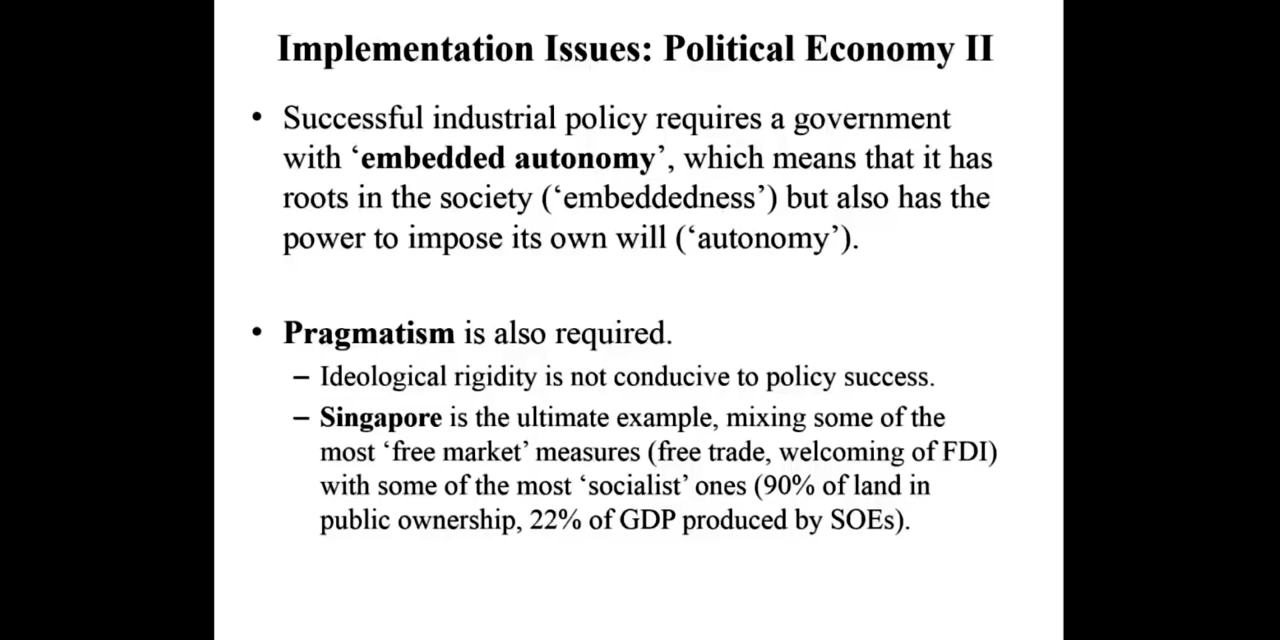 Implementation Issues: Political Economy II
• Successful industrial policy requires a government
with ‘embedded autonomy’, which means that it has
roots in the society (‘embeddedness’) but also has the
power to impose its own will (‘autonomy’).
• Pragmatism is also required.
– Ideological rigidity is not conducive to policy success.
– Singapore is the ultimate example, mixing some of the
most ‘free market’ measures (free trade, welcoming of FDI)
with some of the most ‘socialist’ ones (90% of land in
public ownership, 22% of GDP produced by SOEs).